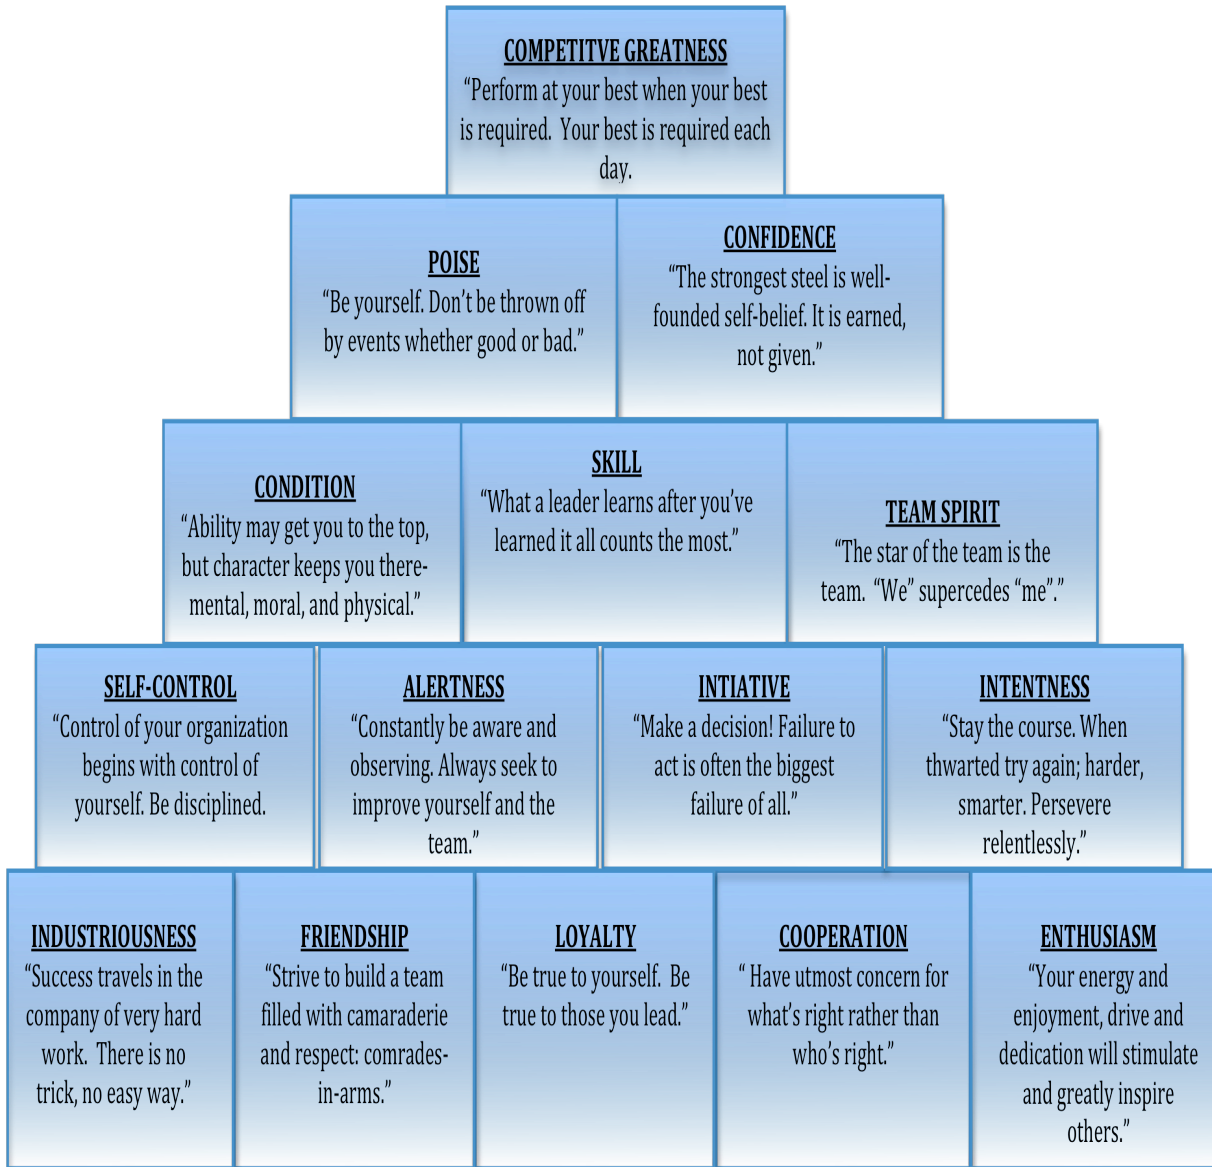 COMPETITVE GREATNESS
“Perform at your best when your best
is required.  Your best is required each
day.
POISE
“Be yourself. Don’t be thrown off
by events whether good or bad.”
CONFIDENCE
“The strongest steel is well-
founded self-belief. It is earned,
not given.”
CONDITION
“Ability may get you to the top,
but character keeps you there-
mental, moral, and physical.”
SKILL
“What a leader learns after you’ve
learned it all counts the most.”
TEAM SPIRIT
“The star of the team is the
team.  “We” supercedes “me”.”
SELF-CONTROL
“Control of your organization
begins with control of
yourself. Be disciplined.
ALERTNESS
“Constantly be aware and
observing. Always seek to
improve yourself and the
team.”
INTIATIVE
“Make a decision! Failure to
act is often the biggest
failure of all.”
INTENTNESS
“Stay the course. When
thwarted try again; harder,
smarter. Persevere
relentlessly.”
INDUSTRIOUSNESS
“Success travels in the
company of very hard
work.  There is no
trick, no easy way.”
FRIENDSHIP
“Strive to build a team
filled with camaraderie
and respect: comrades-
in-arms.”
LOYALTY
“Be true to yourself.  Be
true to those you lead.”
COOPERATION
“ Have utmost concern for
what’s right rather than
who’s right.”
ENTHUSIASM
“Your energy and
enjoyment, drive and
dedication will stimulate
and greatly inspire
others.”